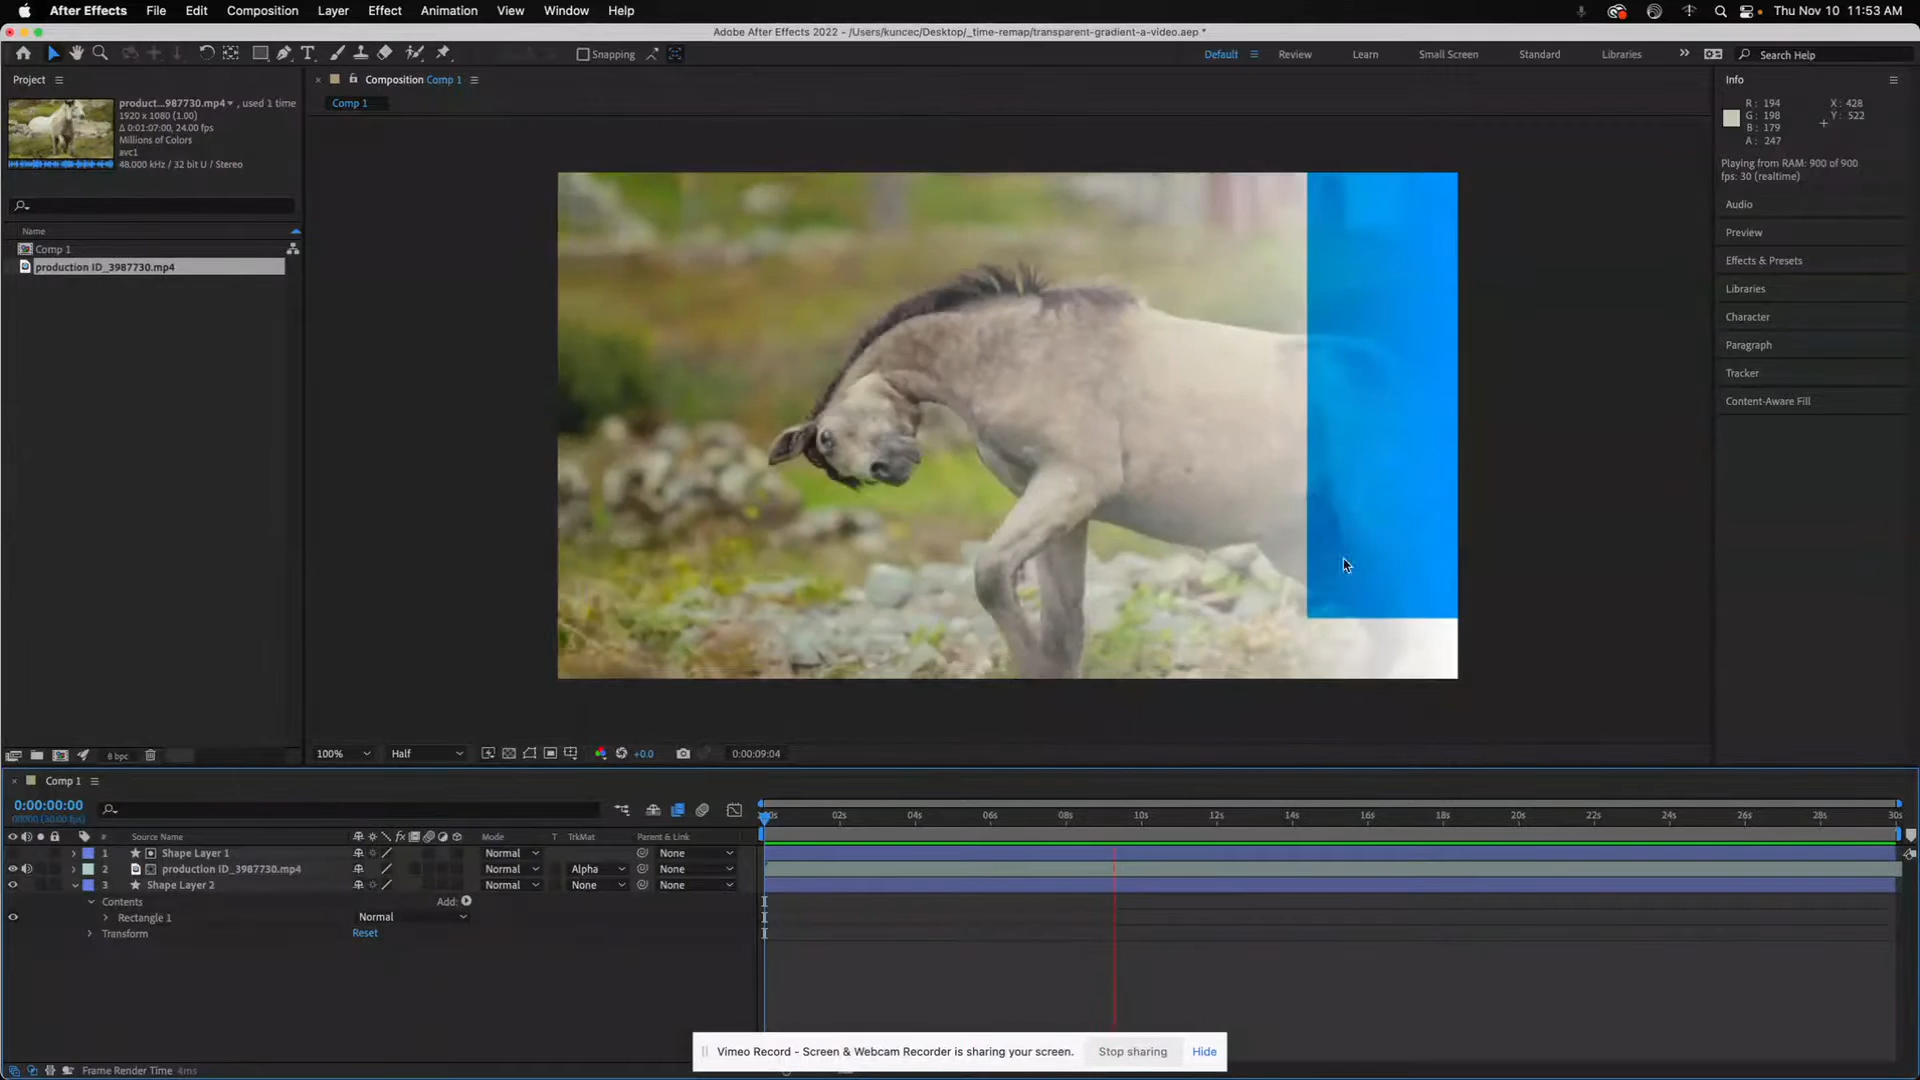 After Effects File Edit Composition Layer Effect Animation View Window Help Thu Nov 10 11:53 AM
Adobe After Effects 2022 - /Users/kuncec/Desktop/_time-remap/transparent-gradient-a-video.aep *
Snapping Default Review Learn Small Screen Standard Libraries Search Help
Project
product...987730.mp4 , used 1 time
1920 x 1080 (1.00)
Δ 0:01:07:00, 24.00 fps
Millions of Colors
avc1
48.000 kHz / 32 bit U / Stereo
Name
Comp 1
production ID_3987730.mp4
8 bpc
Composition Comp 1
Comp 1
100% Half +0.0 0:00:09:04
Info
R : 194 X : 428
G : 198 Y : 522
B : 179
A : 247
Playing from RAM: 900 of 900
fps: 30 (realtime)
Audio
Preview
Effects & Presets
Libraries
Character
Paragraph
Tracker
Content-Aware Fill
Comp 1
0:00:00:00
00000 (30.00 fps)
02s 04s 06s 08s 10s 12s 14s 16s 18s 20s 22s 24s 26s 28s 30s
# Source Name Mode T TrkMat Parent & Link
1 Shape Layer 1 Normal None
2 production ID_3987730.mp4 Normal Alpha None
3 Shape Layer 2 Normal None None
Contents Add:
Rectangle 1 Normal
Transform Reset
Vimeo Record - Screen & Webcam Recorder is sharing your screen. Stop sharing Hide
Frame Render Time 4ms